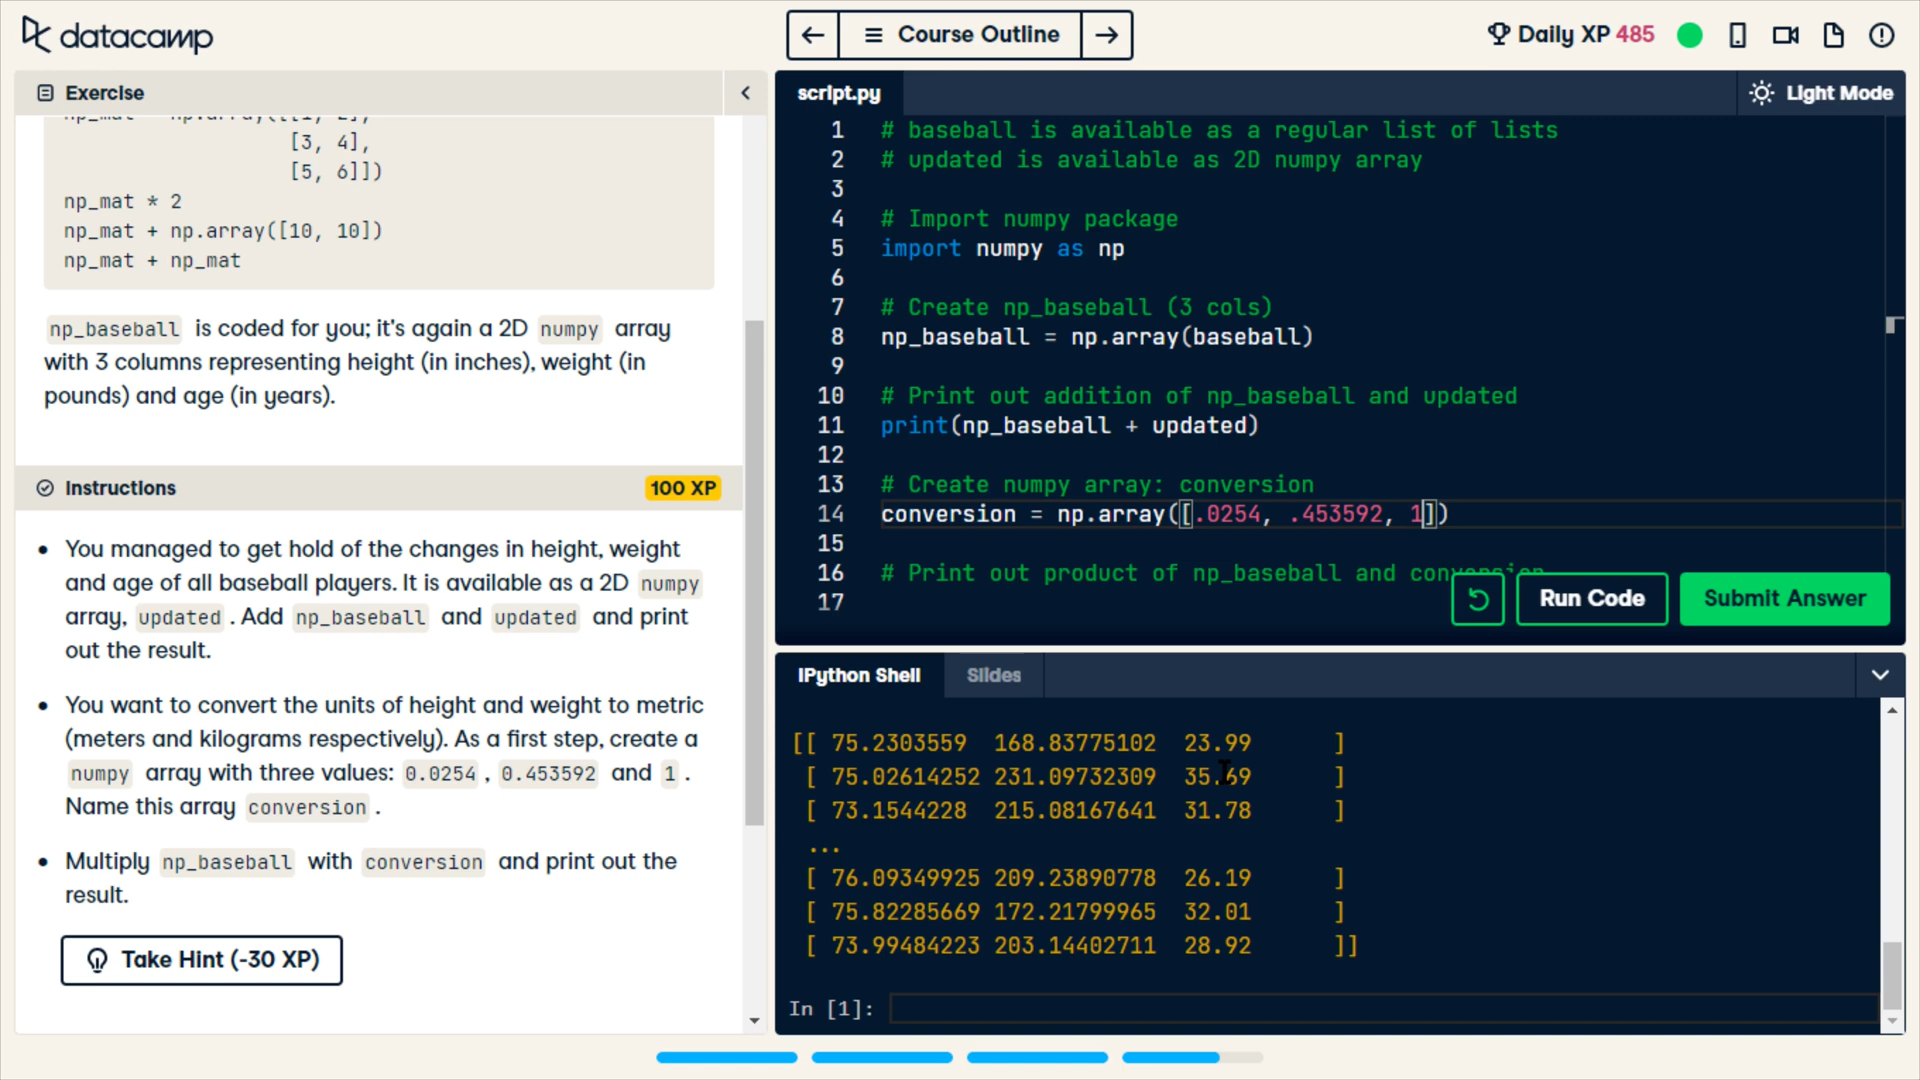 datacamp
Course Outline
Daily XP 485
Exercise
np_mat = np.array([[1, 2],
[3, 4],
[5, 6]])
np_mat * 2
np_mat + np.array([10, 10])
np_mat + np_mat
np_baseball is coded for you; it's again a 2D numpy array
with 3 columns representing height (in inches), weight (in
pounds) and age (in years).
Instructions
100 XP
• You managed to get hold of the changes in height, weight
and age of all baseball players. It is available as a 2D numpy
array, updated . Add np_baseball and updated and print
out the result.
• You want to convert the units of height and weight to metric
(meters and kilograms respectively). As a first step, create a
numpy array with three values: 0.0254 , 0.453592 and 1 .
Name this array conversion .
• Multiply np_baseball with conversion and print out the
result.
Take Hint (-30 XP)
script.py
Light Mode
1 # baseball is available as a regular list of lists
2 # updated is available as 2D numpy array
3
4 # Import numpy package
5 import numpy as np
6
7 # Create np_baseball (3 cols)
8 np_baseball = np.array(baseball)
9
10 # Print out addition of np_baseball and updated
11 print(np_baseball + updated)
12
13 # Create numpy array: conversion
14 conversion = np.array([.0254, .453592, 1])
15
16 # Print out product of np_baseball and conversion
17
Run Code
Submit Answer
IPython Shell
Slides
[[ 75.2303559 168.83775102 23.99 ]
[ 75.02614252 231.09732309 35.69 ]
[ 73.1544228 215.08167641 31.78 ]
...
[ 76.09349925 209.23890778 26.19 ]
[ 75.82285669 172.21799965 32.01 ]
[ 73.99484223 203.14402711 28.92 ]]
In [1]: